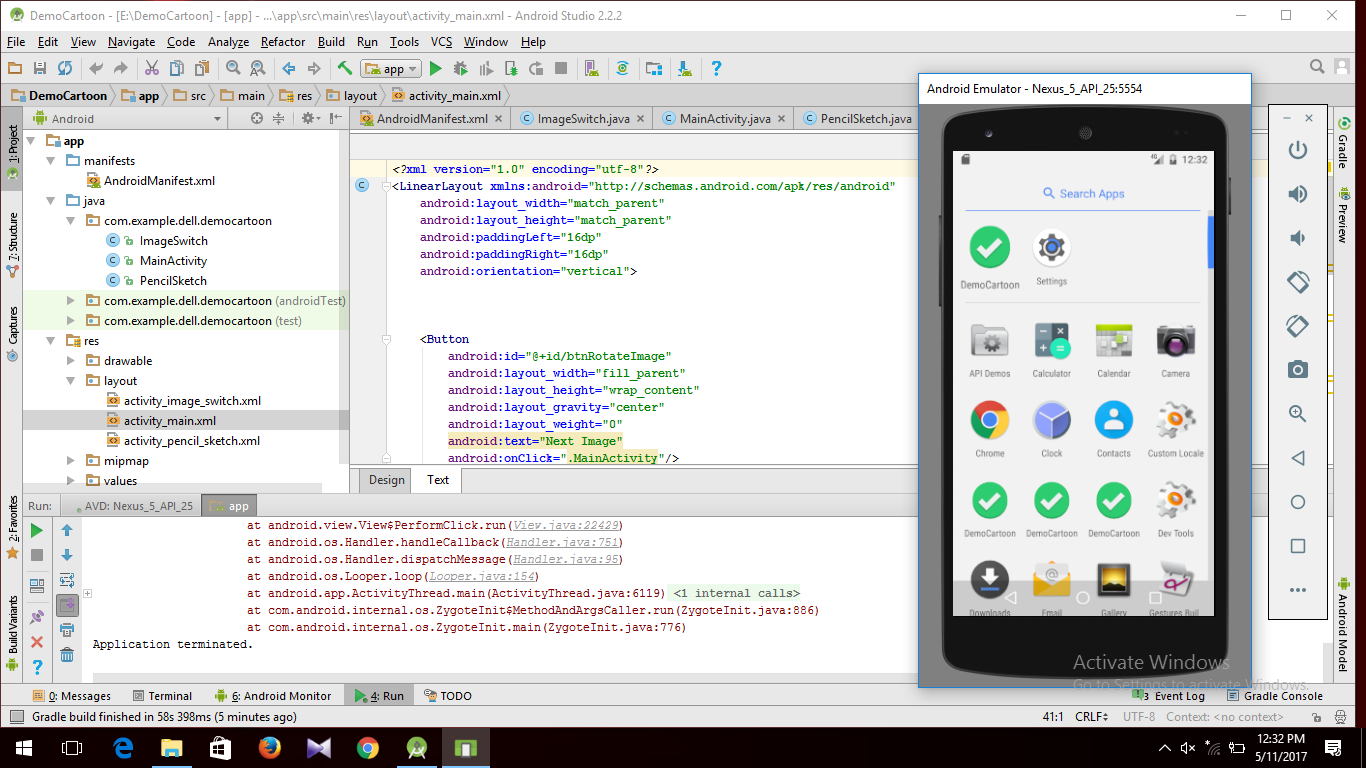 DemoCartoon - [E:\DemoCartoon] - [app] - ...\app\src\main\res\layout\activity_main.xml - Android Studio 2.2.2
File Edit View Navigate Code Analyze Refactor Build Run Tools VCS Window Help
app
DemoCartoon app src main res layout activity_main.xml
Android
AndroidManifest.xml ImageSwitch.java MainActivity.java PencilSketch.java
1: Project
7: Structure
Captures
2: Favorites
Build Variants
app
manifests
AndroidManifest.xml
java
com.example.dell.democartoon
ImageSwitch
MainActivity
PencilSketch
com.example.dell.democartoon (androidTest)
com.example.dell.democartoon (test)
res
drawable
layout
activity_image_switch.xml
activity_main.xml
activity_pencil_sketch.xml
mipmap
values
<?xml version="1.0" encoding="utf-8"?>
<LinearLayout xmlns:android="http://schemas.android.com/apk/res/android"
android:layout_width="match_parent"
android:layout_height="match_parent"
android:paddingLeft="16dp"
android:paddingRight="16dp"
android:orientation="vertical">
<Button
android:id="@+id/btnRotateImage"
android:layout_width="fill_parent"
android:layout_height="wrap_content"
android:layout_gravity="center"
android:layout_weight="0"
android:text="Next Image"
android:onClick=".MainActivity"/>
Design Text
Run: AVD: Nexus_5_API_25 app
at android.view.View$PerformClick.run(View.java:22429)
at android.os.Handler.handleCallback(Handler.java:751)
at android.os.Handler.dispatchMessage(Handler.java:95)
at android.os.Looper.loop(Looper.java:154)
at android.app.ActivityThread.main(ActivityThread.java:6119) <1 internal calls>
at com.android.internal.os.ZygoteInit$MethodAndArgsCaller.run(ZygoteInit.java:886)
at com.android.internal.os.ZygoteInit.main(ZygoteInit.java:776)
Application terminated.
Android Emulator - Nexus_5_API_25:5554
4G 12:32
Search Apps
DemoCartoon Settings
API Demos Calculator Calendar Camera
Chrome Clock Contacts Custom Locale
DemoCartoon DemoCartoon DemoCartoon Dev Tools
Downloads Email Gallery Gestures Buil
Gradle
Preview
Android Model
Activate Windows
Go to Settings to activate Windows.
0: Messages Terminal 6: Android Monitor 4: Run TODO 3 Event Log Gradle Console
Gradle build finished in 58s 398ms (5 minutes ago) 41:1 CRLF UTF-8 Context: <no context>
12:32 PM
5/11/2017